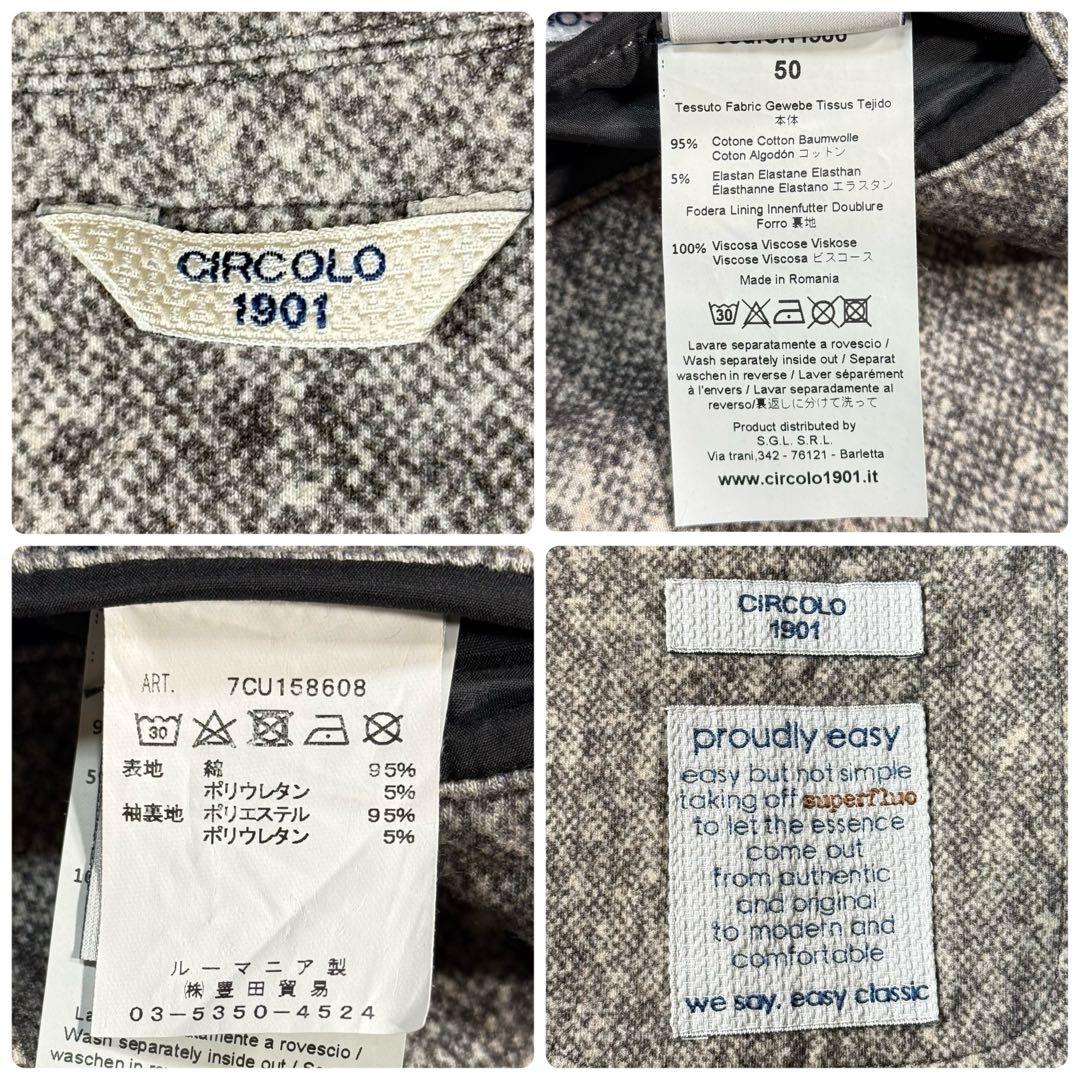 CIRCOLO
1901
50
Tessuto Fabric Gewebe Tissus Tejido
本体
95% Cotone Cotton Baumwolle
Coton Algodón コットン
5% Elastan Elastane Elasthan
Élasthanne Elastano エラスタン
Fodera Lining Innenfutter Doublure
Forro 裏地
100% Viscosa Viscose Viskose
Viscose Viscosa ビスコース
Made in Romania
30
Lavare separatamente a rovescio /
Wash separately inside out / Separat
waschen in reverse / Laver séparément
à l'envers / Lavar separadamente al
reverso/裏返しに分けて洗って
Product distributed by
S.G.L. S.R.L.
Via trani,342 - 76121 - Barletta
www.circolo1901.it
ART. 7CU158608
30
表地 綿 95%
ポリウレタン 5%
袖裏地 ポリエステル 95%
ポリウレタン 5%
ルーマニア製
㈱豊田貿易
03-5350-4524
amente a rovescio /
Wash separately inside out /
waschen in
CIRCOLO
1901
proudly easy
easy but not simple
taking off superfluo
to let the essence
come out
from authentic
and original
to modern and
comfortable
we say, easy classic